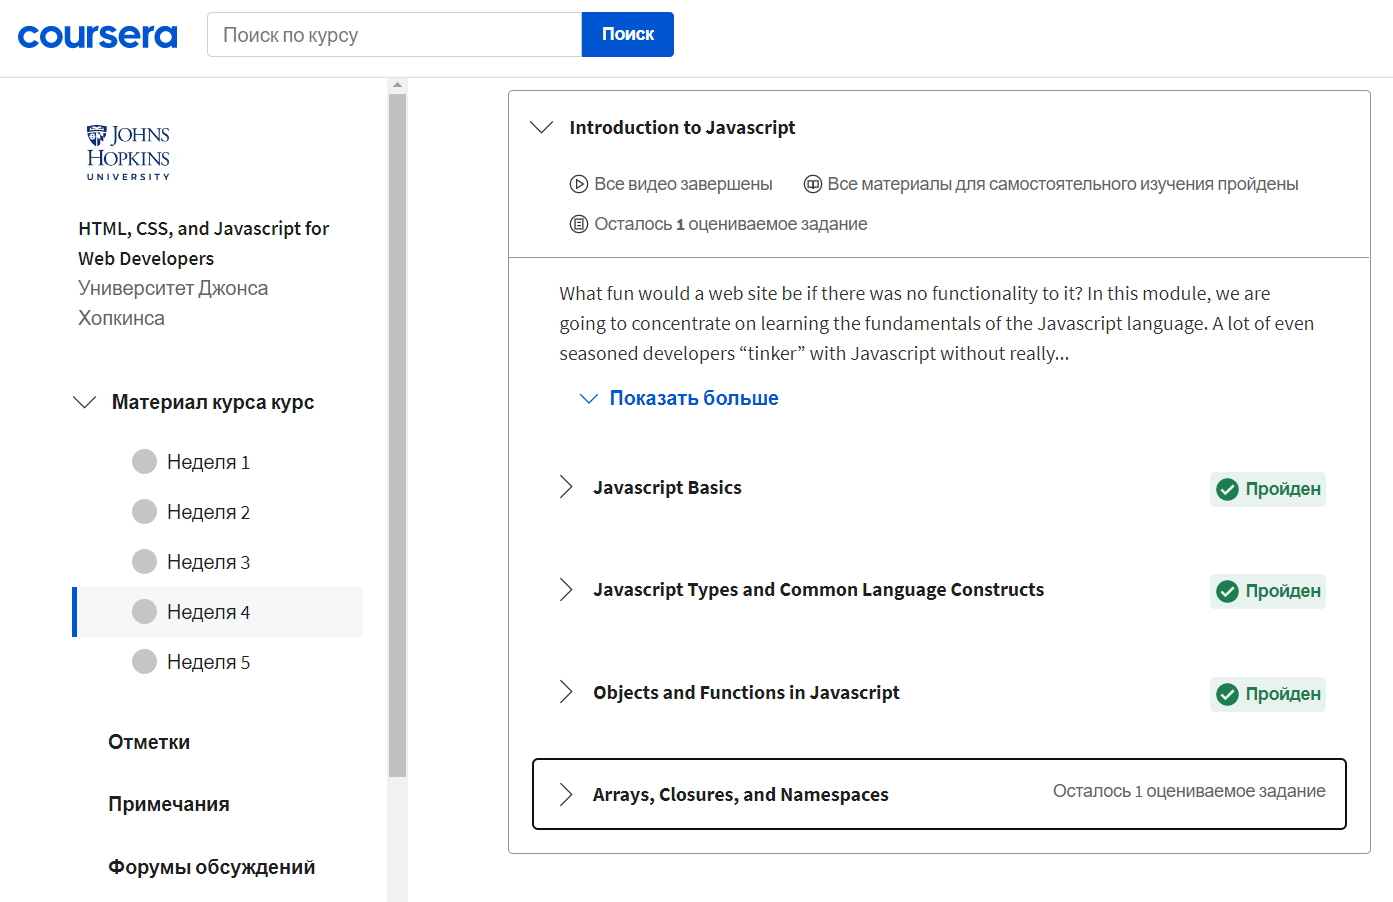 coursera
Поиск по курсу
Поиск
JOHNS
HOPKINS
UNIVERSITY
HTML, CSS, and Javascript for
Web Developers
Университет Джонса
Хопкинса
Материал курса курс
Неделя 1
Неделя 2
Неделя 3
Неделя 4
Неделя 5
Отметки
Примечания
Форумы обсуждений
Introduction to Javascript
Все видео завершены
Все материалы для самостоятельного изучения пройдены
Осталось 1 оцениваемое задание
What fun would a web site be if there was no functionality to it? In this module, we are
going to concentrate on learning the fundamentals of the Javascript language. A lot of even
seasoned developers “tinker” with Javascript without really...
Показать больше
Javascript Basics
Пройден
Javascript Types and Common Language Constructs
Пройден
Objects and Functions in Javascript
Пройден
Arrays, Closures, and Namespaces
Осталось 1 оцениваемое задание